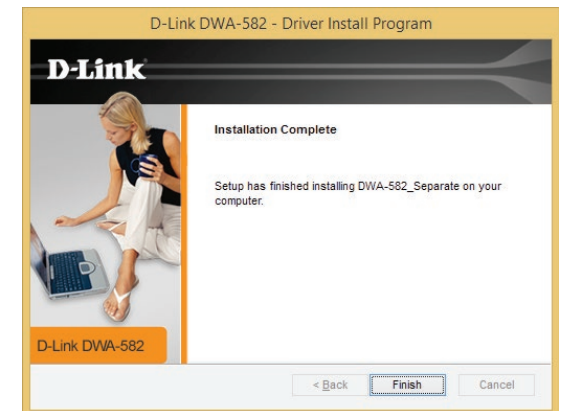 D-Link DWA-582 - Driver Install Program
D-Link
Installation Complete
Setup has finished installing DWA-582_Separate on your
computer.
D-Link DWA-582
< Back
Finish
Cancel